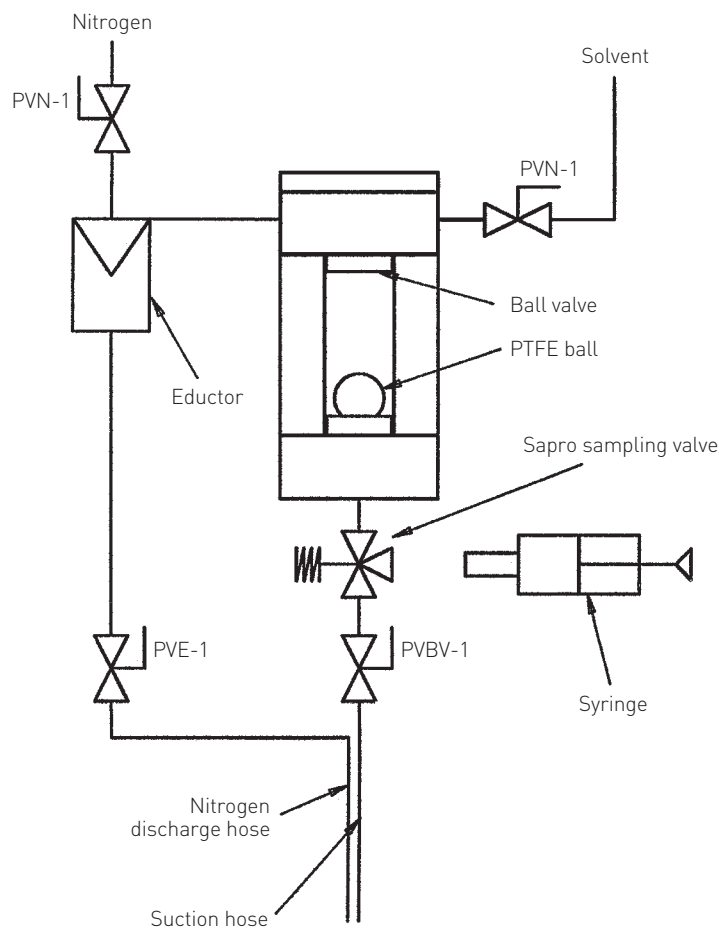 Nitrogen
Solvent
PVN-1
PVN-1
Ball valve
PTFE ball
Eductor
Sapro sampling valve
PVE-1
PVBV-1
Syringe
Nitrogen
discharge hose
Suction hose